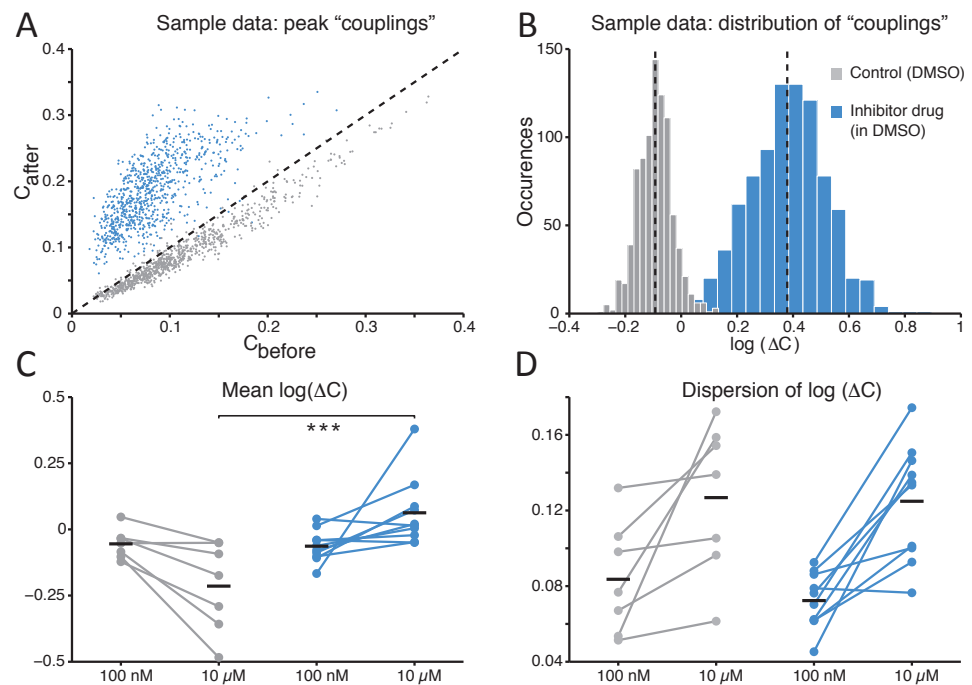 A
Sample data: peak “couplings”
0.4
0.3
0.2
0.1
0
Cafter
0
0.1
0.2
0.3
0.4
Cbefore
B
Sample data: distribution of “couplings”
150
100
50
0
Occurences
Control (DMSO)
Inhibitor drug
(in DMSO)
−0.4
−0.2
0
0.2
0.4
0.6
0.8
1
log (ΔC)
C
Mean log(ΔC)
***
0.5
0.25
0
−0.25
−0.5
100 nM
10 µM
100 nM
10 µM
D
Dispersion of log (ΔC)
0.16
0.12
0.08
0.04
100 nM
10 µM
100 nM
10 µM